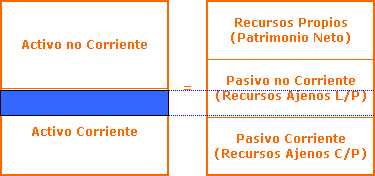 Activo no Corriente
Activo Corriente
=
Recursos Propios
(Patrimonio Neto)
Pasivo no Corriente
(Recursos Ajenos L/P)
Pasivo Corriente
(Recursos Ajenos C/P)